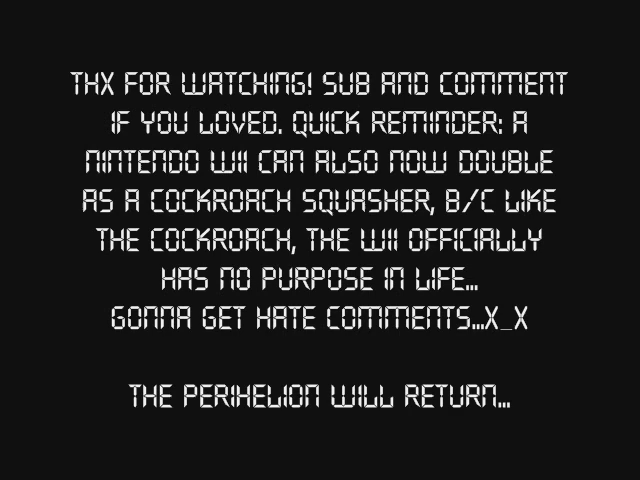 THX FOR WATCHING! SUB AND COMMENT
IF YOU LOVED. QUICK REMINDER: A
NINTENDO WII CAN ALSO NOW DOUBLE
AS A COCKROACH SQUASHER, B/C LIKE
THE COCKROACH, THE WII OFFICIALLY
HAS NO PURPOSE IN LIFE...
GONNA GET HATE COMMENTS...X_X
THE PERIHELION WILL RETURN...